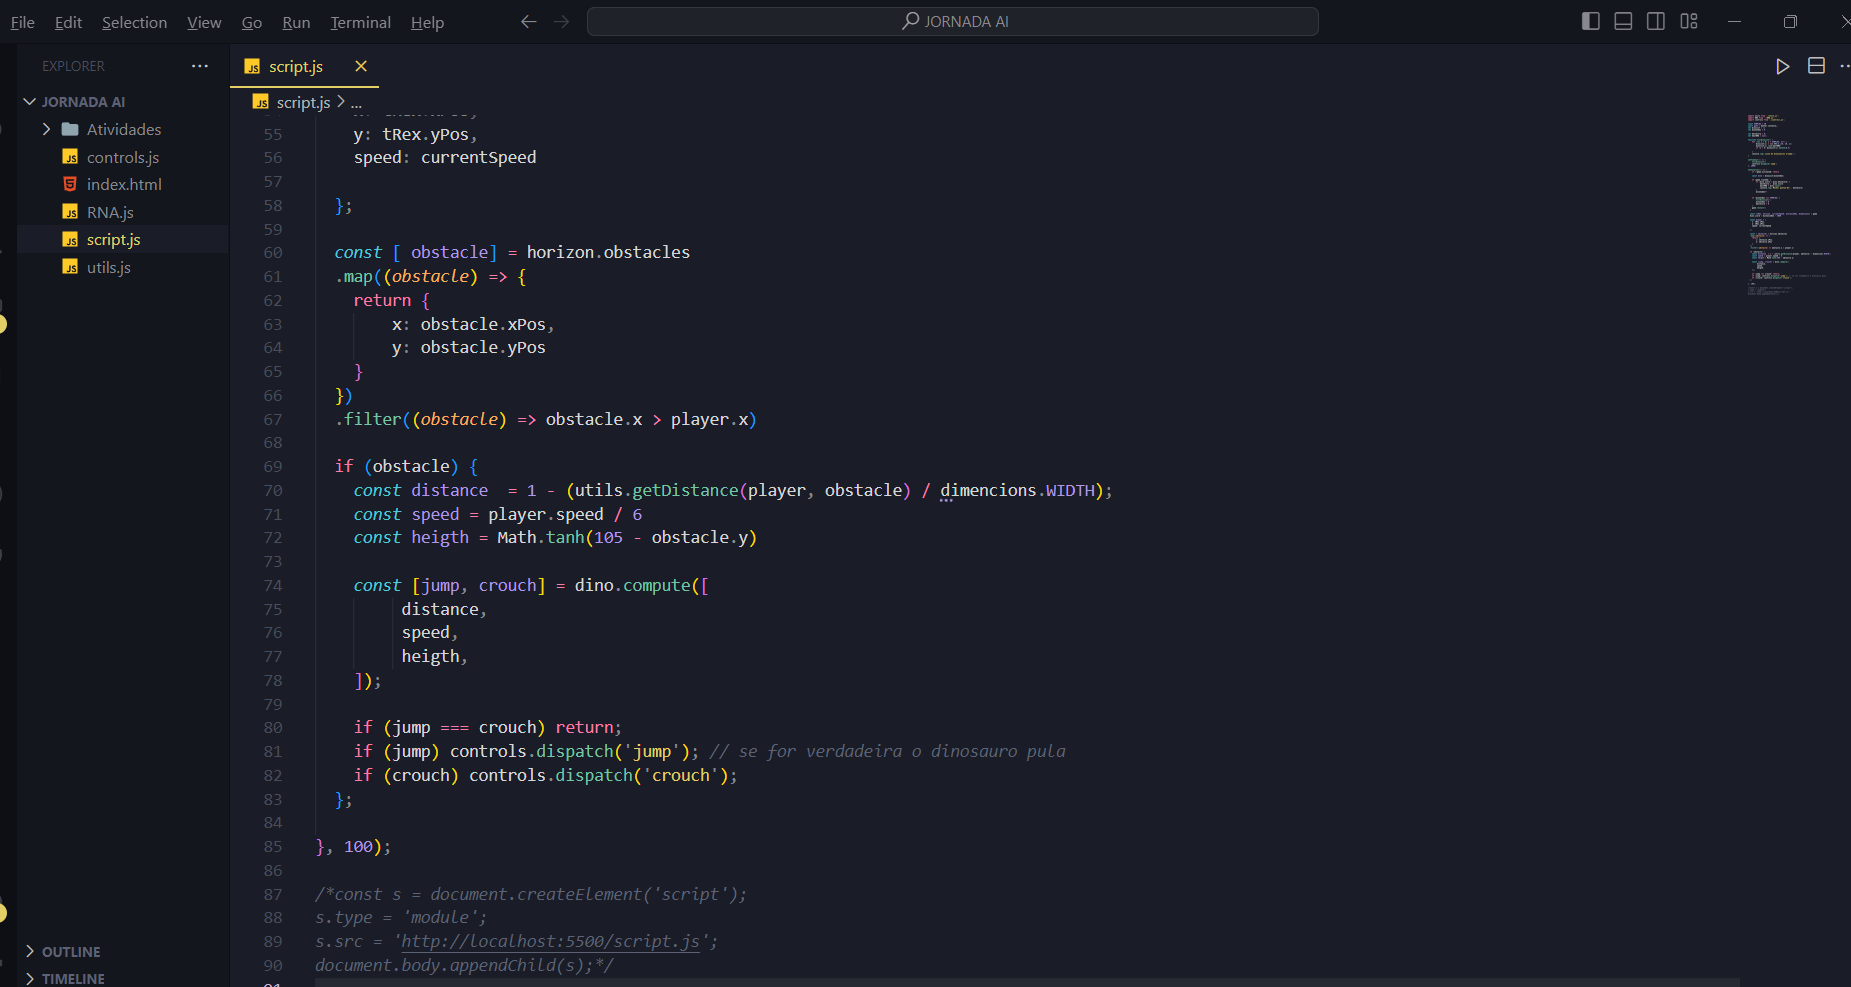 File Edit Selection View Go Run Terminal Help
JORNADA AI
EXPLORER
script.js
JORNADA AI
Atividades
controls.js
index.html
RNA.js
script.js
utils.js
OUTLINE
TIMELINE
script.js > ...
55 y: tRex.yPos,
56 speed: currentSpeed
57
58 };
59
60 const [ obstacle] = horizon.obstacles
61 .map((obstacle) => {
62 return {
63 x: obstacle.xPos,
64 y: obstacle.yPos
65 }
66 })
67 .filter((obstacle) => obstacle.x > player.x)
68
69 if (obstacle) {
70 const distance  = 1 - (utils.getDistance(player, obstacle) / dimencions.WIDTH);
71 const speed = player.speed / 6
72 const heigth = Math.tanh(105 - obstacle.y)
73
74 const [jump, crouch] = dino.compute([
75 distance,
76 speed,
77 heigth,
78 ]);
79
80 if (jump === crouch) return;
81 if (jump) controls.dispatch('jump'); // se for verdadeira o dinosauro pula
82 if (crouch) controls.dispatch('crouch');
83 };
84
85 }, 100);
86
87 /*const s = document.createElement('script');
88 s.type = 'module';
89 s.src = 'http://localhost:5500/script.js';
90 document.body.appendChild(s);*/